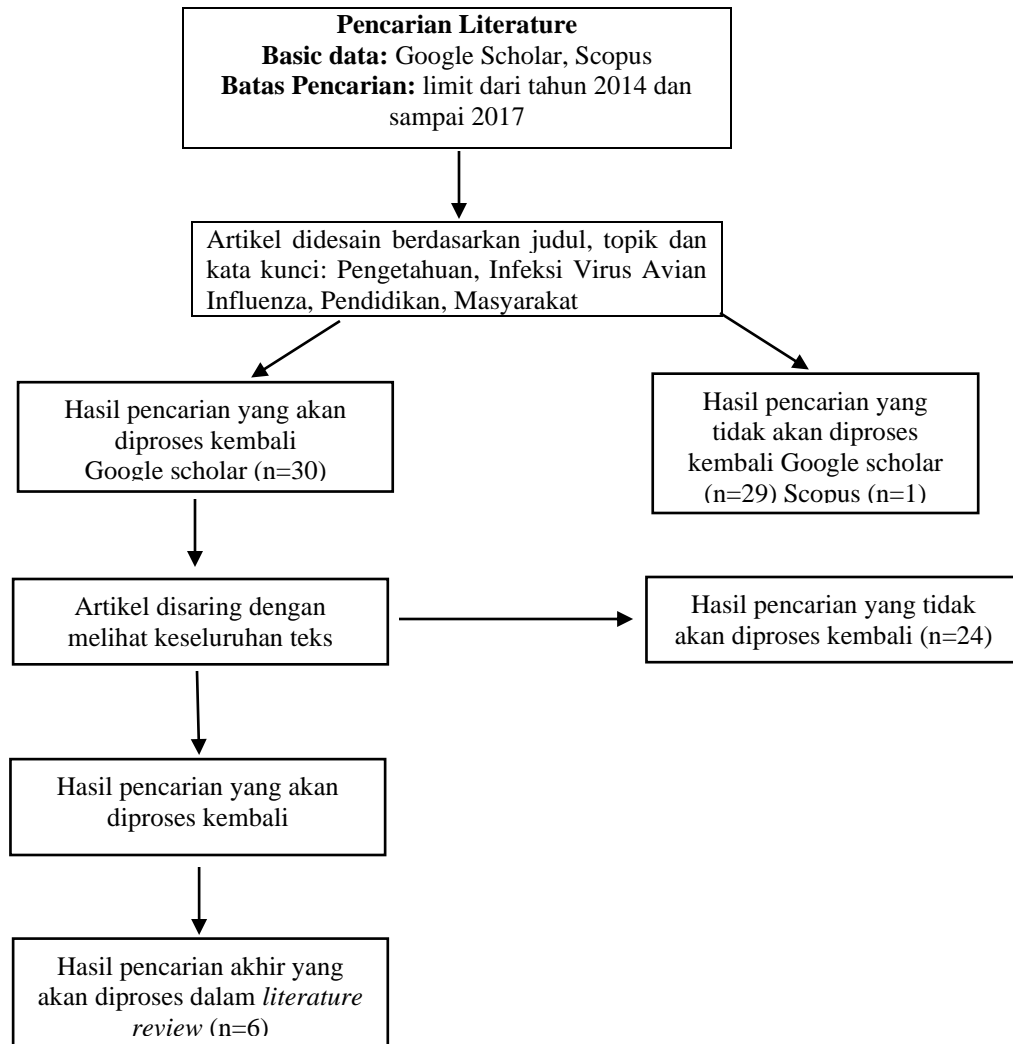 Pencarian Literature
Basic data: Google Scholar, Scopus
Batas Pencarian: limit dari tahun 2014 dan
sampai 2017
Artikel didesain berdasarkan judul, topik dan
kata kunci: Pengetahuan, Infeksi Virus Avian
Influenza, Pendidikan, Masyarakat
Hasil pencarian yang akan
diproses kembali
Google scholar (n=30)
Hasil pencarian yang
tidak akan diproses
kembali Google scholar
(n=29) Scopus (n=1)
Artikel disaring dengan
melihat keseluruhan teks
Hasil pencarian yang tidak
akan diproses kembali (n=24)
Hasil pencarian yang akan
diproses kembali
Hasil pencarian akhir yang
akan diproses dalam literature
review (n=6)